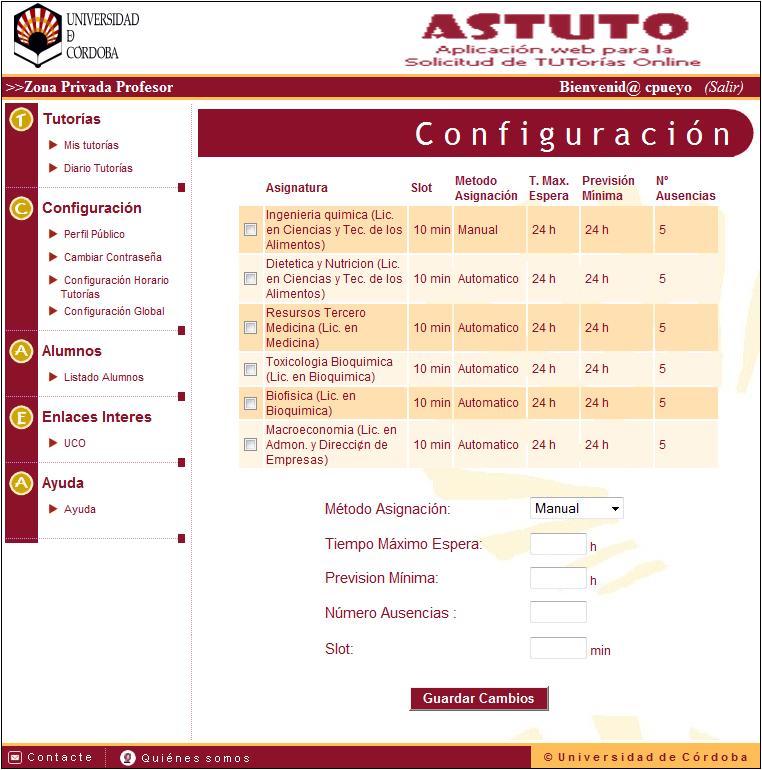 UNIVERSIDAD
Đ
CÓRDOBA
ASTUTO
Aplicación web para la
Solicitud de TUTorías Online
>>Zona Privada Profesor
Bienvenid@ cpueyo (Salir)
T Tutorías
Mis tutorías
Diario Tutorías
C Configuración
Perfil Público
Cambiar Contraseña
Configuración Horario
Tutorías
Configuración Global
A Alumnos
Listado Alumnos
E Enlaces Interes
UCO
A Ayuda
Ayuda
Configuración
Asignatura Slot Metodo Asignación T. Max. Espera Previsión Mínima Nº Ausencias
Ingenieria quimica (Lic.
en Ciencias y Tec. de los
Alimentos)
10 min Manual 24 h 24 h 5
Dietetica y Nutricion (Lic.
en Ciencias y Tec. de los
Alimentos)
10 min Automatico 24 h 24 h 5
Resursos Tercero
Medicina (Lic. en
Medicina)
10 min Automatico 24 h 24 h 5
Toxicologia Bioquimica
(Lic. en Bioquimica)
10 min Automatico 24 h 24 h 5
Biofisica (Lic. en
Bioquimica)
10 min Automatico 24 h 24 h 5
Macroeconomia (Lic. en
Admon. y Direcci¢n de
Empresas)
10 min Automatico 24 h 24 h 5
Método Asignación: Manual
Tiempo Máximo Espera: h
Prevision Mínima: h
Número Ausencias :
Slot: min
Guardar Cambios
Contacte Quiénes somos
© Universidad de Córdoba